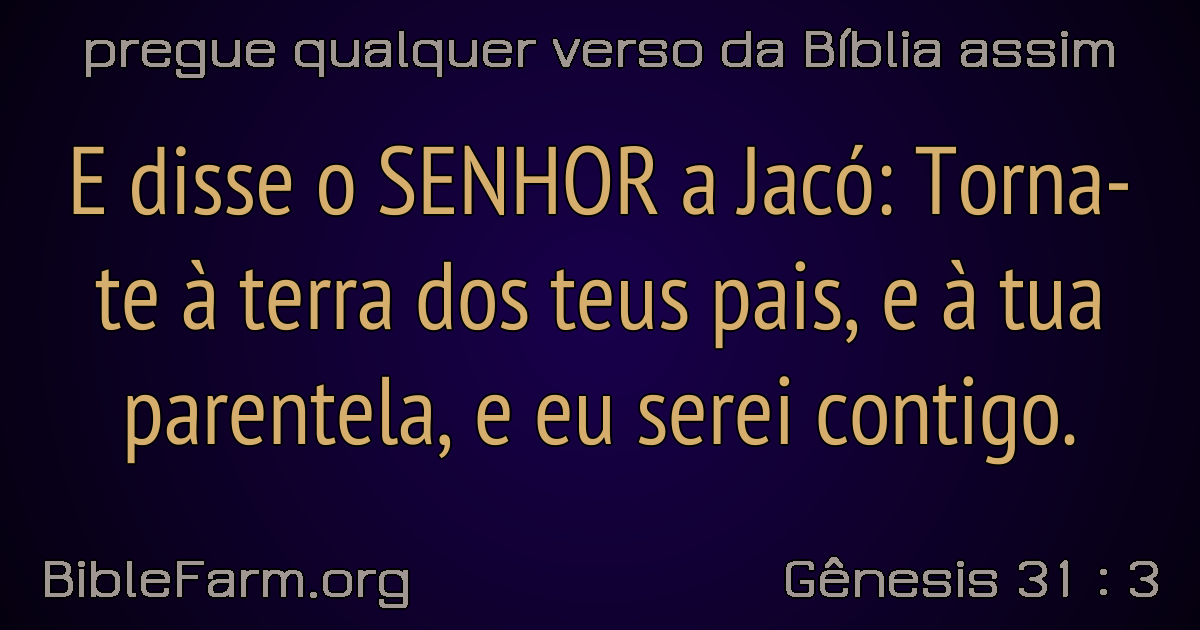 pregue qualquer verso da Bíblia assim
E disse o SENHOR a Jacó: Torna-
te à terra dos teus pais, e à tua
parentela, e eu serei contigo.
BibleFarm.org
Gênesis 31 : 3